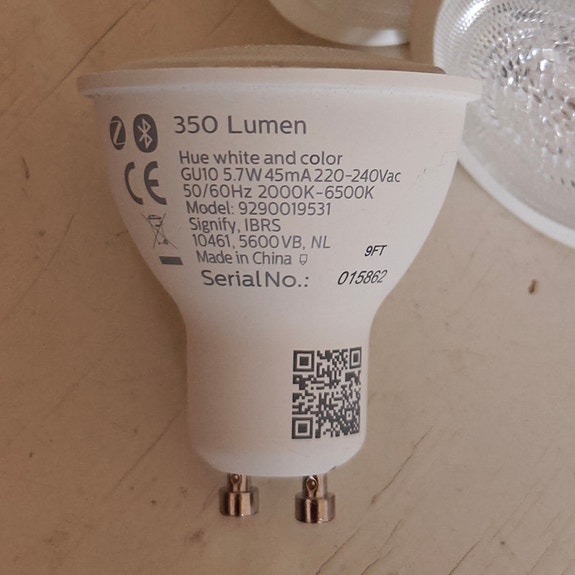 350 Lumen
Hue white and color
GU10 5.7W 45mA 220-240Vac
50/60Hz 2000K-6500K
Model: 9290019531
Signify, IBRS
10461, 5600 VB, NL
Made in China
9FT
Serial No.: 015862